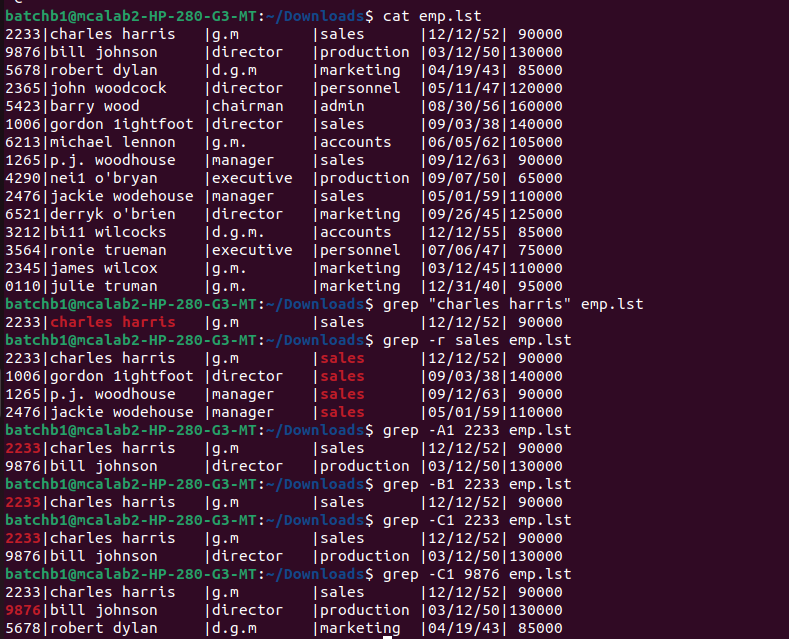 batchb1@mcalab2-HP-280-G3-MT:~/Downloads$ cat emp.lst
2233|charles harris   |g.m       |sales      |12/12/52| 90000
9876|bill johnson     |director  |production |03/12/50|130000
5678|robert dylan     |d.g.m     |marketing  |04/19/43| 85000
2365|john woodcock    |director  |personnel  |05/11/47|120000
5423|barry wood       |chairman  |admin      |08/30/56|160000
1006|gordon 1ightfoot |director  |sales      |09/03/38|140000
6213|michael lennon   |g.m.      |accounts   |06/05/62|105000
1265|p.j. woodhouse   |manager   |sales      |09/12/63| 90000
4290|nei1 o'bryan     |executive |production |09/07/50| 65000
2476|jackie wodehouse |manager   |sales      |05/01/59|110000
6521|derryk o'brien   |director  |marketing  |09/26/45|125000
3212|bi11 wilcocks    |d.g.m.    |accounts   |12/12/55| 85000
3564|ronie trueman    |executive |personnel  |07/06/47| 75000
2345|james wilcox     |g.m.      |marketing  |03/12/45|110000
0110|julie truman     |g.m.      |marketing  |12/31/40| 95000
batchb1@mcalab2-HP-280-G3-MT:~/Downloads$ grep "charles harris" emp.lst
2233|charles harris   |g.m       |sales      |12/12/52| 90000
batchb1@mcalab2-HP-280-G3-MT:~/Downloads$ grep -r sales emp.lst
2233|charles harris   |g.m       |sales      |12/12/52| 90000
1006|gordon 1ightfoot |director  |sales      |09/03/38|140000
1265|p.j. woodhouse   |manager   |sales      |09/12/63| 90000
2476|jackie wodehouse |manager   |sales      |05/01/59|110000
batchb1@mcalab2-HP-280-G3-MT:~/Downloads$ grep -A1 2233 emp.lst
2233|charles harris   |g.m       |sales      |12/12/52| 90000
9876|bill johnson     |director  |production |03/12/50|130000
batchb1@mcalab2-HP-280-G3-MT:~/Downloads$ grep -B1 2233 emp.lst
2233|charles harris   |g.m       |sales      |12/12/52| 90000
batchb1@mcalab2-HP-280-G3-MT:~/Downloads$ grep -C1 2233 emp.lst
2233|charles harris   |g.m       |sales      |12/12/52| 90000
9876|bill johnson     |director  |production |03/12/50|130000
batchb1@mcalab2-HP-280-G3-MT:~/Downloads$ grep -C1 9876 emp.lst
2233|charles harris   |g.m       |sales      |12/12/52| 90000
9876|bill johnson     |director  |production |03/12/50|130000
5678|robert dylan     |d.g.m     |marketing  |04/19/43| 85000